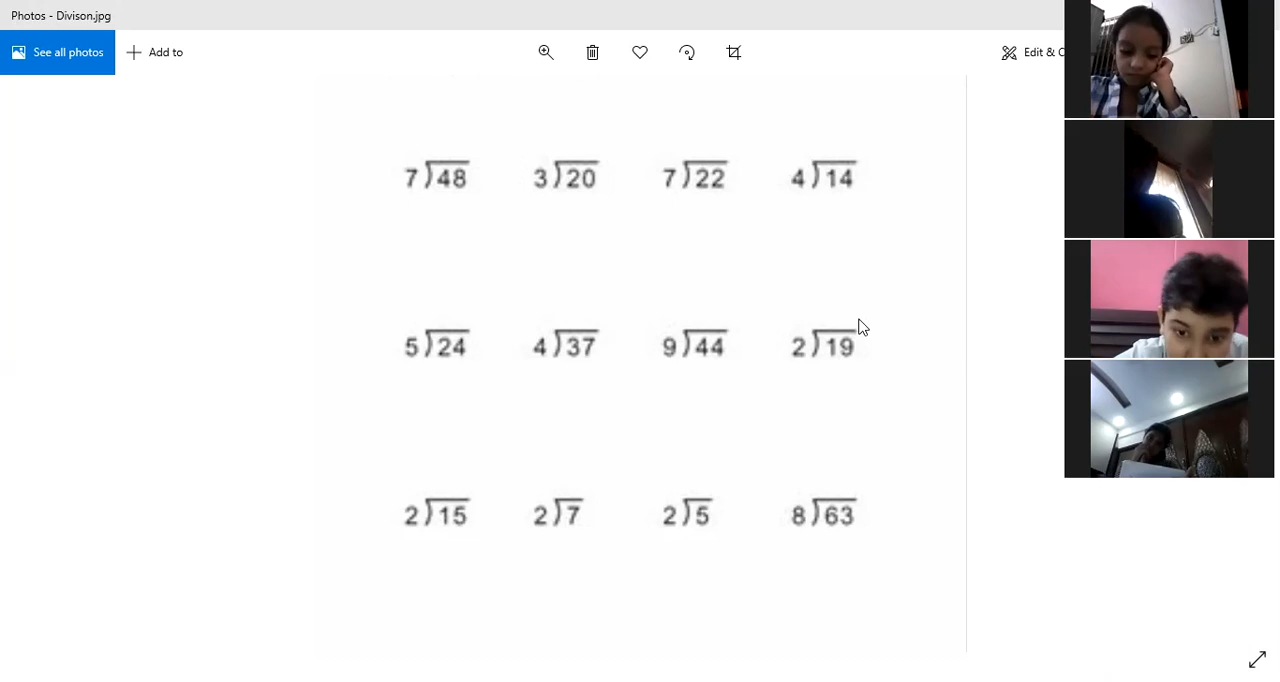 Photos - Divison.jpg
See all photos
Add to
Edit & C
7)48 3)20 7)22 4)14
5)24 4)37 9)44 2)19
2)15 2)7 2)5 8)63